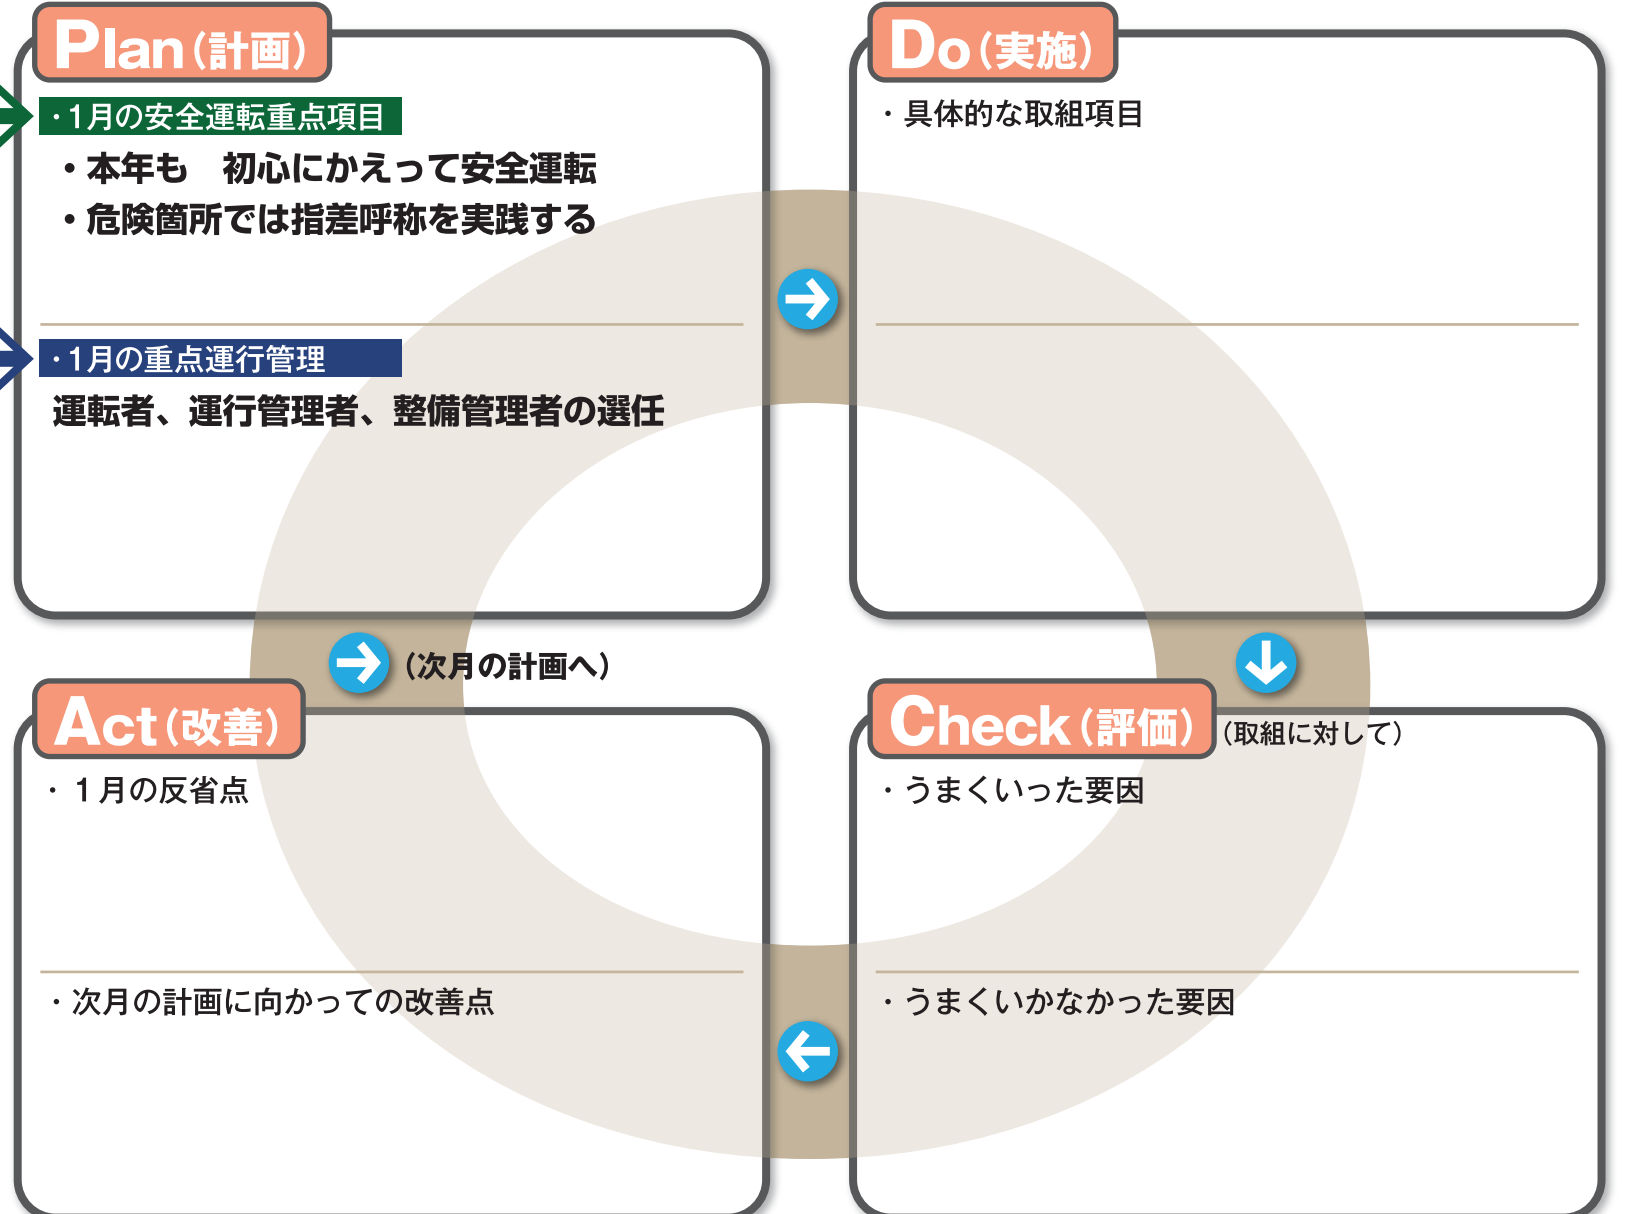 Plan(計画)
・1月の安全運転重点項目
・本年も　初心にかえって安全運転
・危険箇所では指差呼称を実践する
・1月の重点運行管理
運転者、運行管理者、整備管理者の選任
Do(実施)
・具体的な取組項目
(次月の計画へ)
Check(評価)
(取組に対して)
・うまくいった要因
・うまくいかなかった要因
Act(改善)
・1月の反省点
・次月の計画に向かっての改善点